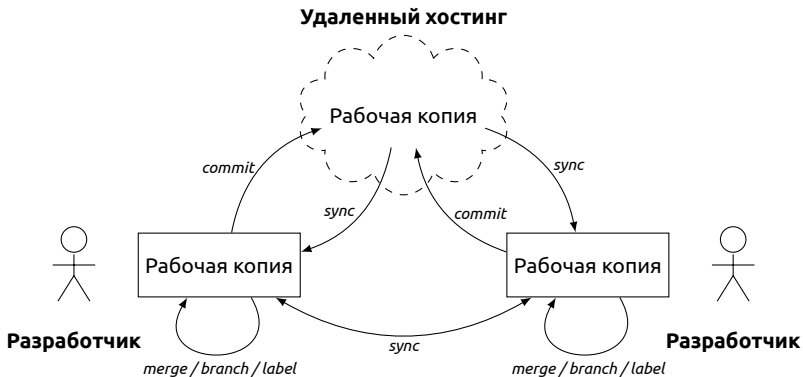 Удаленный хостинг
Рабочая копия
commit
sync
sync
commit
Рабочая копия
Рабочая копия
Разработчик
Разработчик
sync
merge / branch / label
merge / branch / label